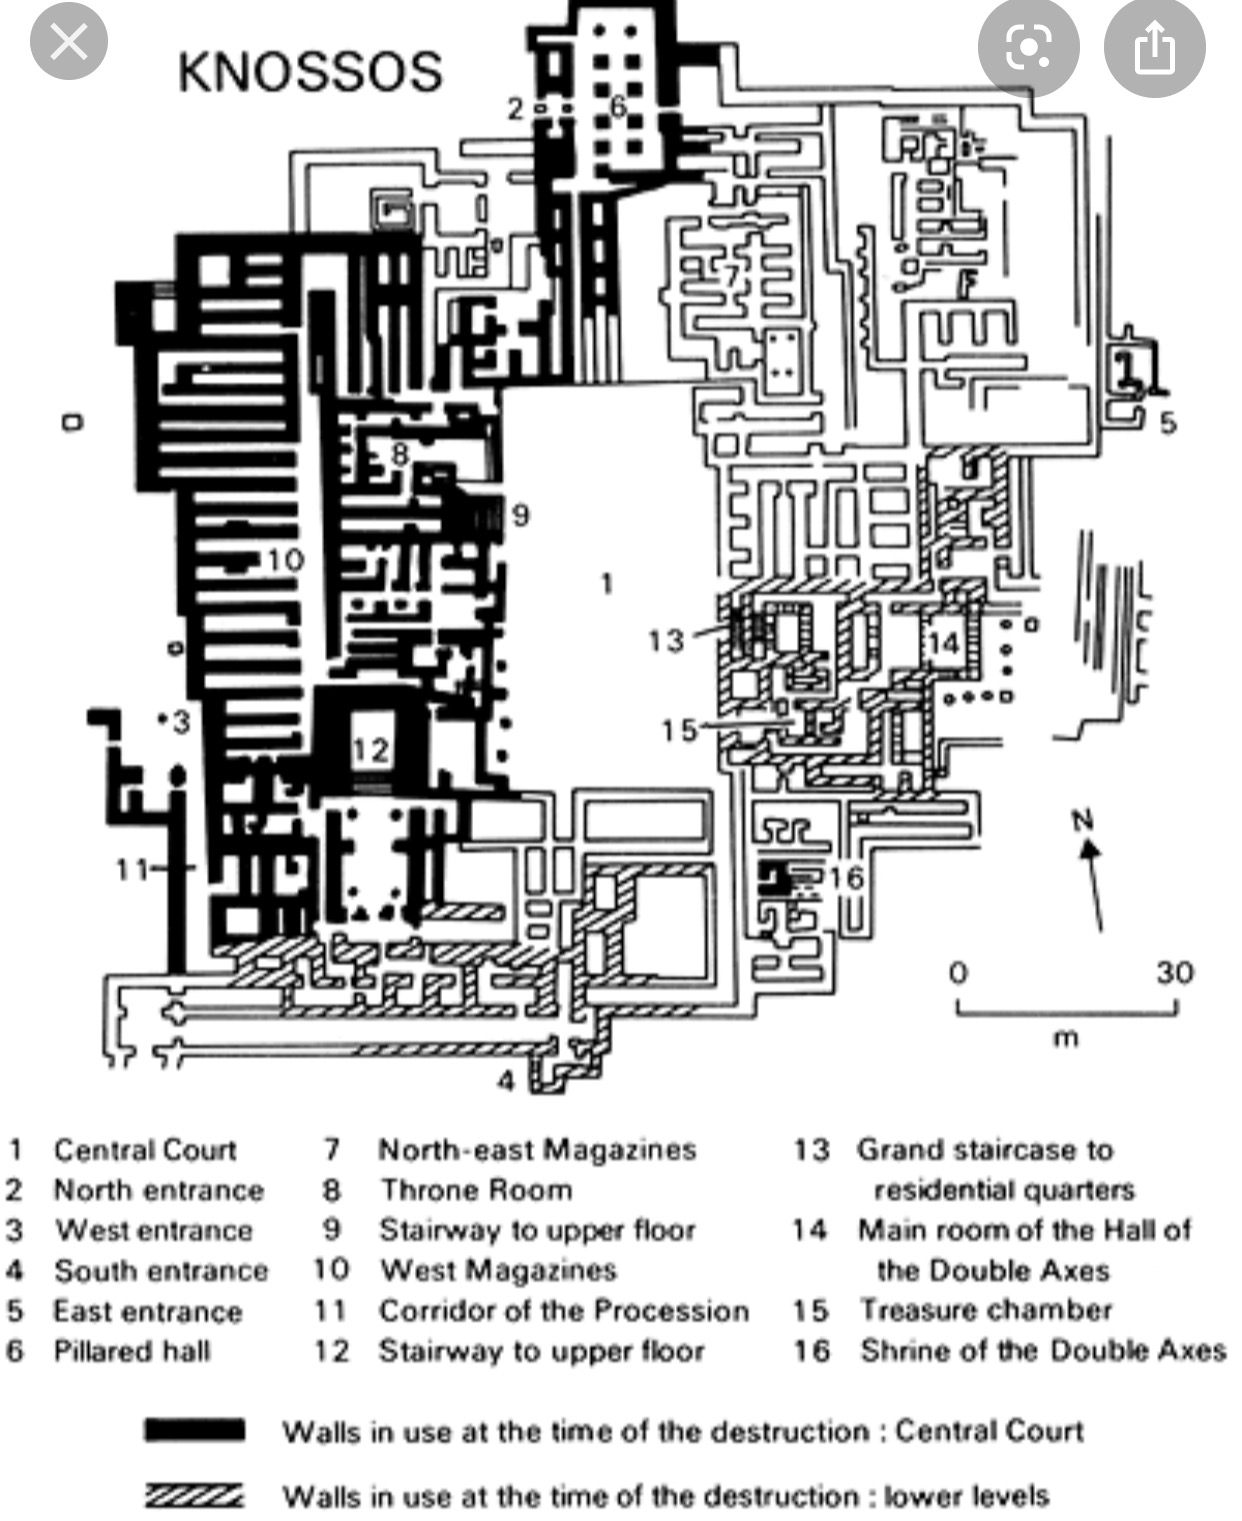 KNOSSOS
2
6
7
5
8
9
10
1
13
14
3
15
12
N
11
16
0 30
m
4
1 Central Court
2 North entrance
3 West entrance
4 South entrance
5 East entrance
6 Pillared hall
7 North-east Magazines
8 Throne Room
9 Stairway to upper floor
10 West Magazines
11 Corridor of the Procession
12 Stairway to upper floor
13 Grand staircase to
residential quarters
14 Main room of the Hall of
the Double Axes
15 Treasure chamber
16 Shrine of the Double Axes
Walls in use at the time of the destruction : Central Court
Walls in use at the time of the destruction : lower levels